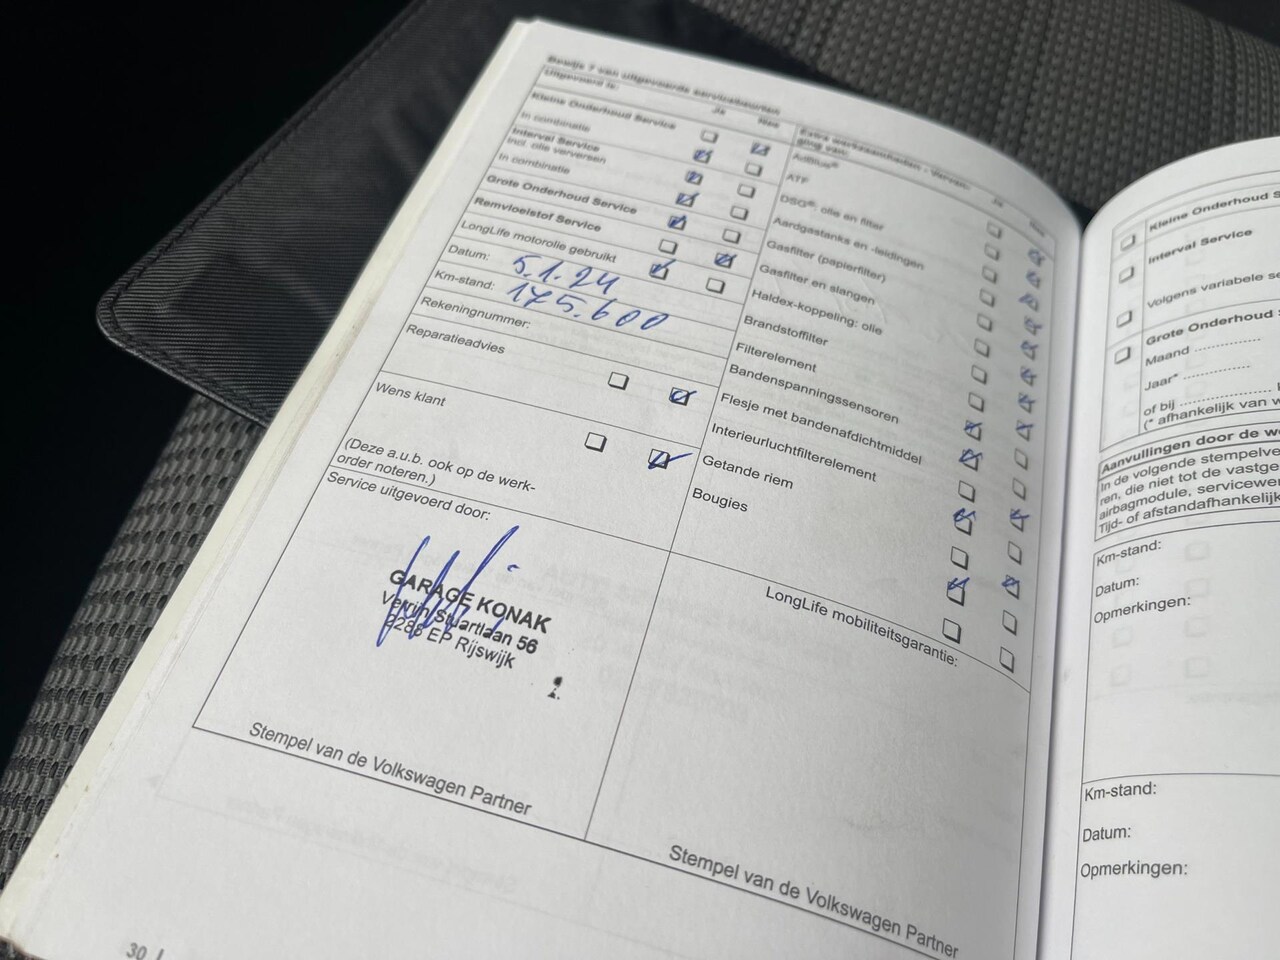 Bewijs 7 van uitgevoerde servicebeurten
Uitgevoerd is:
Ja Nee
Kleine Onderhoud Service
In combinatie
Interval Service
incl. olie verversen
In combinatie
Grote Onderhoud Service
Remvloeistof Service
LongLife motorolie gebruikt
Datum: 5.1.24
Km-stand: 175.600
Rekeningnummer:
Reparatieadvies
Wens klant
(Deze a.u.b. ook op de werk-
order noteren.)
Service uitgevoerd door:
GARAGE KONAK
Verrijn Stuartlaan 56
2288 EP Rijswijk
Stempel van de Volkswagen Partner
30
Extra werkzaamheden - Vervan-
ging van:
Ja Nee
AdBlue®
ATF
DSG®: olie en filter
Aardgastanks en -leidingen
Gasfilter (papierfilter)
Gasfilter en slangen
Haldex-koppeling: olie
Brandstoffilter
Filterelement
Bandenspanningssensoren
Flesje met bandenafdichtmiddel
Interieurluchtfilterelement
Getande riem
Bougies
LongLife mobiliteitsgarantie:
Stempel van de Volkswagen Partner
Kleine Onderhoud S
Interval Service
Volgens variabele se
Grote Onderhoud S
Maand ..............
Jaar* ..............
of bij ....................
(* afhankelijk van w
Aanvullingen door de we
In de volgende stempelve
ren, die niet tot de vastge
airbagmodule, servicewer
Tijd- of afstandafhankelijk
Km-stand:
Datum:
Opmerkingen:
Km-stand:
Datum:
Opmerkingen: